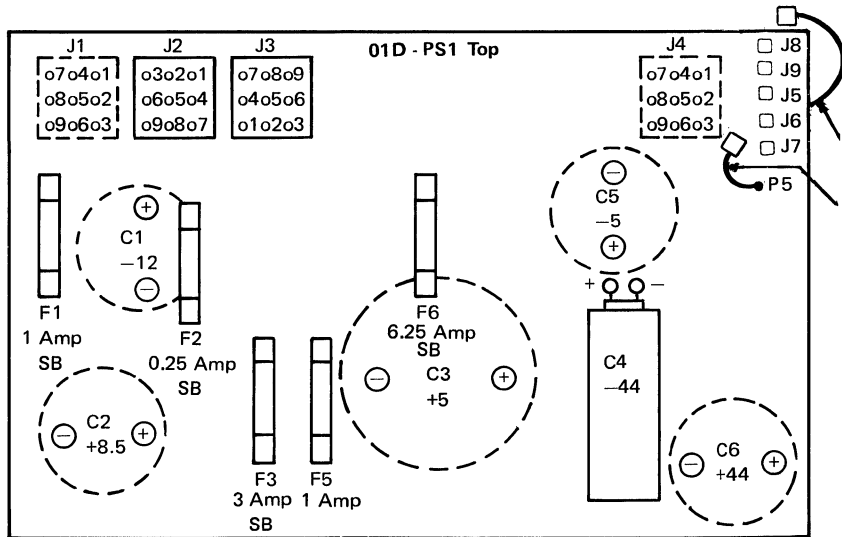 J1 J2 J3 01D - PS1 Top J4 J8
o7o4o1 o3o2o1 o7o8o9 o7o4o1 J9
o8o5o2 o6o5o4 o4o5o6 o8o5o2 J5
o9o6o3 o9o8o7 o1o2o3 o9o6o3 J6
J7
P5
+
C1
−12
−
−
C5
−5
+
+ −
F1
1 Amp
SB
F2
0.25 Amp
SB
F6
6.25 Amp
SB
− C3 +
+5
C4
−44
− C2 +
+8.5
− C6 +
+44
F3
3 Amp
SB
F5
1 Amp